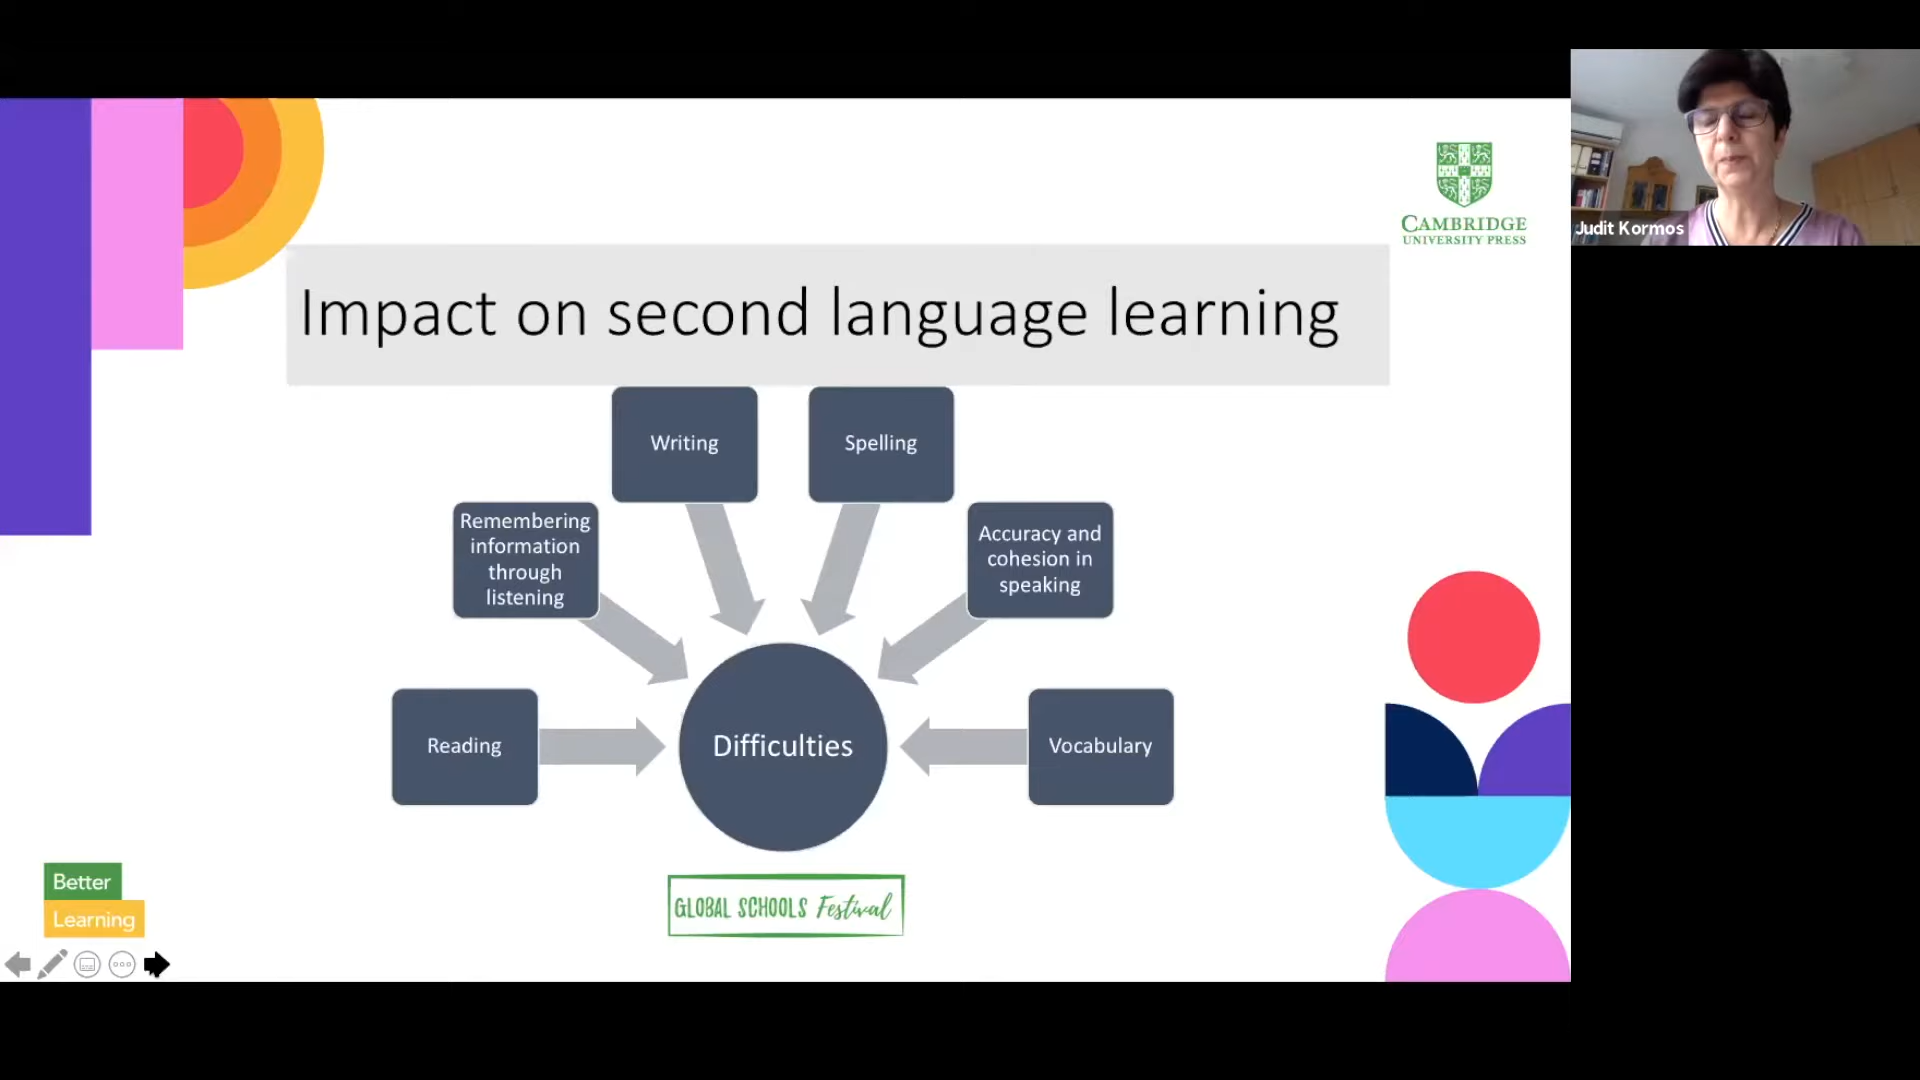 CAMBRIDGE
UNIVERSITY PRESS
Judit Kormos
Impact on second language learning
Writing
Spelling
Remembering
information
through
listening
Accuracy and
cohesion in
speaking
Reading
Difficulties
Vocabulary
Better
Learning
GLOBAL SCHOOLS Festival